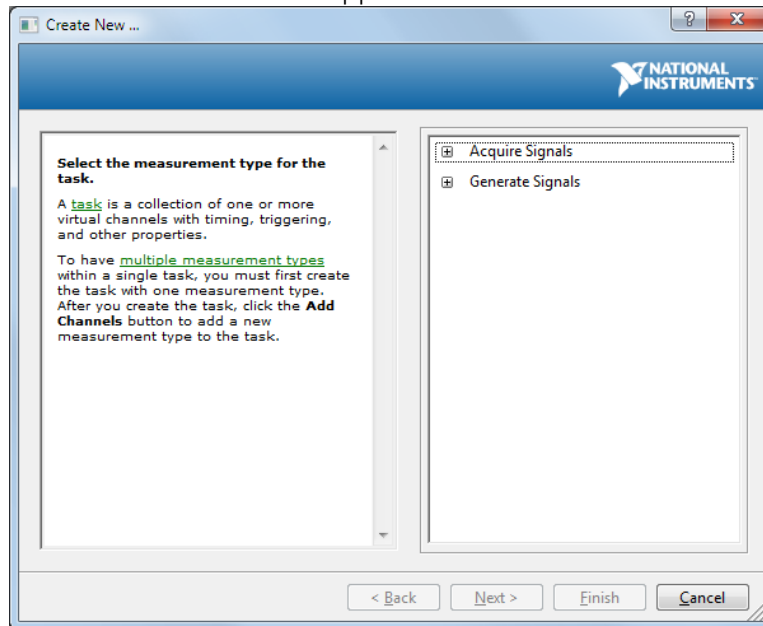 Create New ...
NATIONAL
INSTRUMENTS
Select the measurement type for the
task.
A task is a collection of one or more
virtual channels with timing, triggering,
and other properties.
To have multiple measurement types
within a single task, you must first create
the task with one measurement type.
After you create the task, click the Add
Channels button to add a new
measurement type to the task.
Acquire Signals
Generate Signals
< Back
Next >
Finish
Cancel